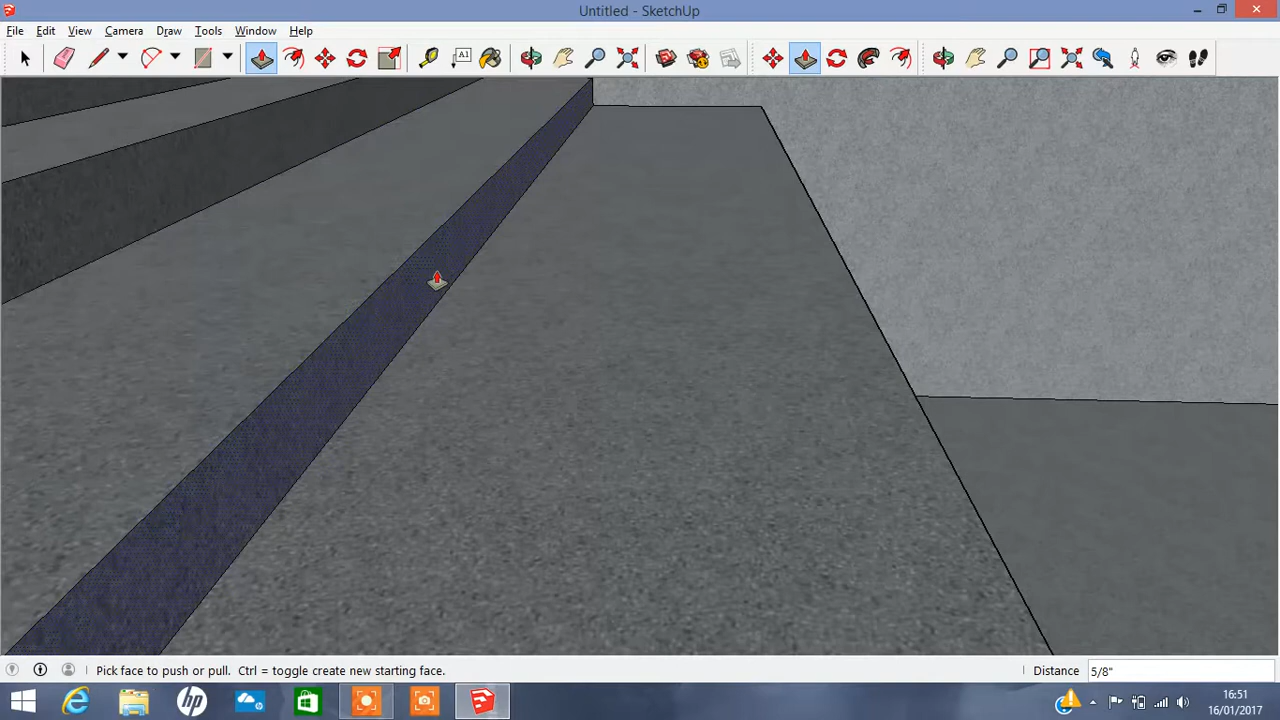 Untitled - SketchUp
File Edit View Camera Draw Tools Window Help
A1
Pick face to push or pull. Ctrl = toggle create new starting face.
Distance 5/8"
16:51
16/01/2017